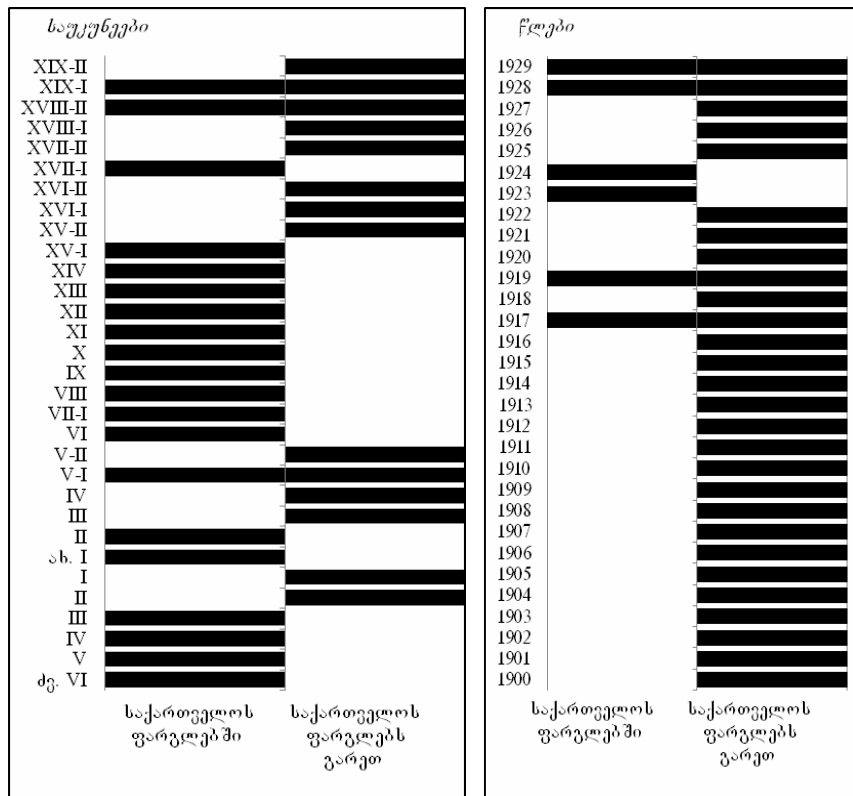 საუკუნეები
XIX-II
XIX-I
XVIII-II
XVIII-I
XVII-II
XVII-I
XVI-II
XVI-I
XV-II
XV-I
XIV
XIII
XII
XI
X
IX
VIII
VII-I
VI
V-II
V-I
IV
III
II
ახ. I
I
II
III
IV
V
ძვ. VI
საქართველოს
ფარგლებში
საქართველოს
ფარგლებს
გარეთ
წლები
1929
1928
1927
1926
1925
1924
1923
1922
1921
1920
1919
1918
1917
1916
1915
1914
1913
1912
1911
1910
1909
1908
1907
1906
1905
1904
1903
1902
1901
1900
საქართველოს
ფარგლებში
საქართველოს
ფარგლებს
გარეთ